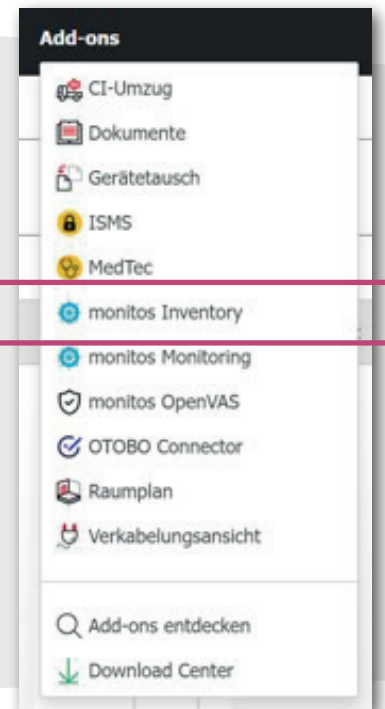 Add-ons
CI-Umzug
Dokumente
Gerätetausch
ISMS
MedTec
monitos Inventory
monitos Monitoring
monitos OpenVAS
OTOBO Connector
Raumplan
Verkabelungsansicht
Add-ons entdecken
Download Center